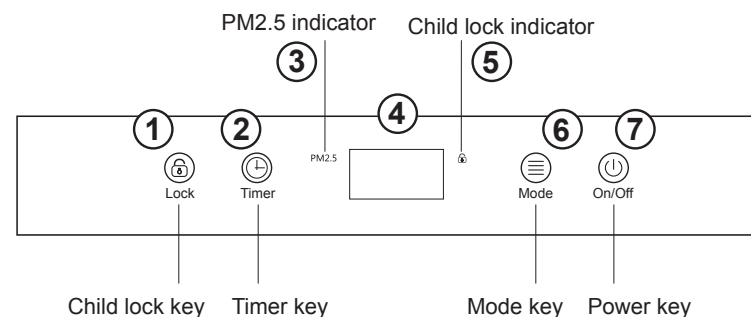 PM2.5 indicator
Child lock indicator
3
5
4
1
2
6
7
PM2.5
Lock
Timer
Mode
On/Off
Child lock key
Timer key
Mode key
Power key